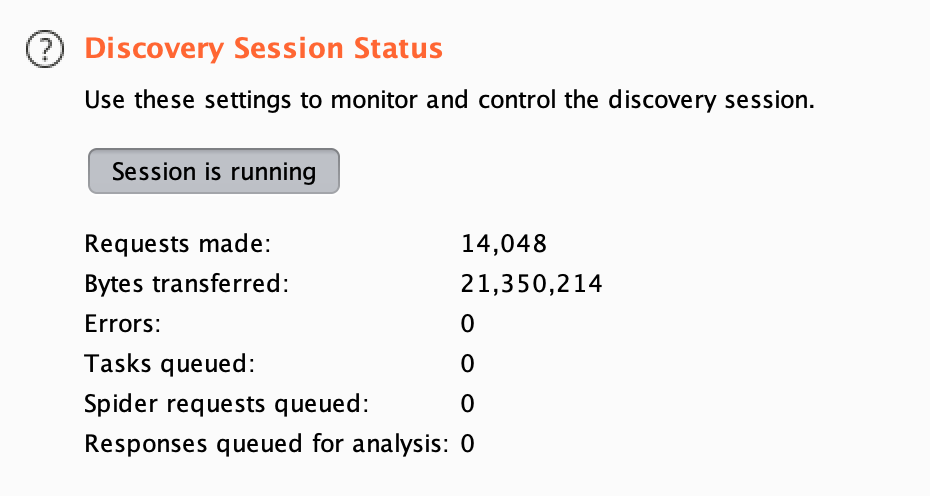 ? Discovery Session Status
Use these settings to monitor and control the discovery session.
Session is running
Requests made: 14,048
Bytes transferred: 21,350,214
Errors: 0
Tasks queued: 0
Spider requests queued: 0
Responses queued for analysis: 0